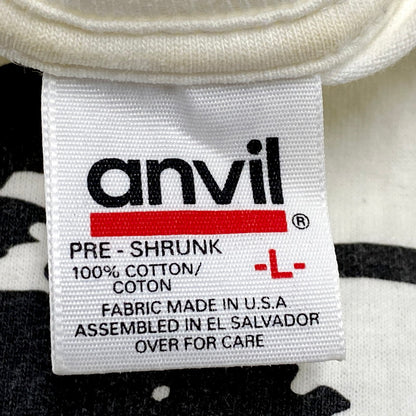 anvil
®
PRE - SHRUNK
100% COTTON/
COTON
-L-
FABRIC MADE IN U.S.A
ASSEMBLED IN EL SALVADOR
OVER FOR CARE